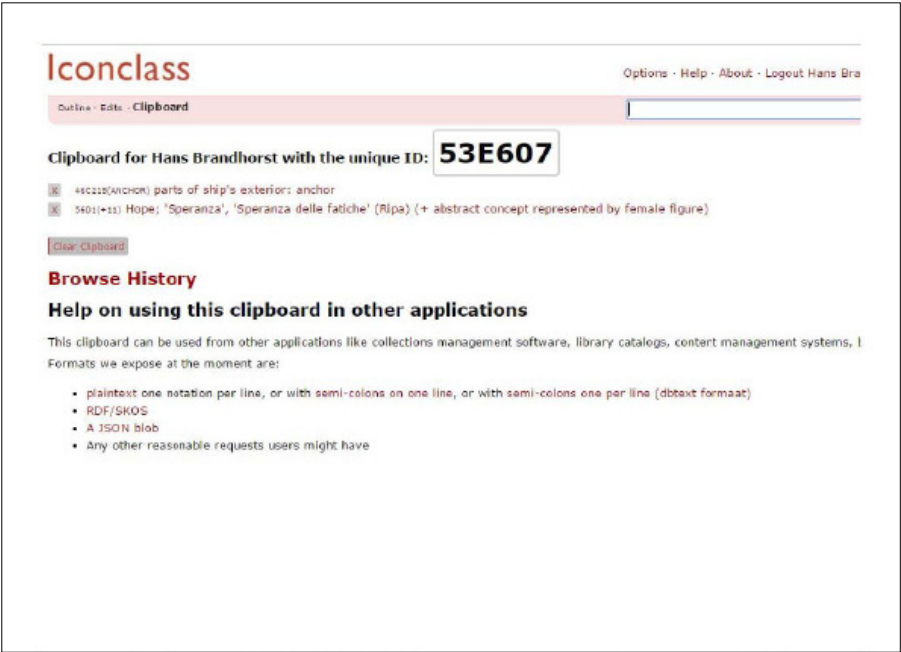 Iconclass
Options · Help · About · Logout Hans Bra
Outline · Edits · Clipboard
Clipboard for Hans Brandhorst with the unique ID: 53E607
X 46C215(ANCHOR) parts of ship's exterior: anchor
X 56D1(+11) Hope; 'Speranza', 'Speranza delle fatiche' (Ripa) (+ abstract concept represented by female figure)
Clear Clipboard
Browse History
Help on using this clipboard in other applications
This clipboard can be used from other applications like collections management software, library catalogs, content management systems,
Formats we expose at the moment are:
• plaintext one notation per line, or with semi-colons on one line, or with semi-colons one per line (dbtext formaat)
• RDF/SKOS
• A JSON blob
• Any other reasonable requests users might have